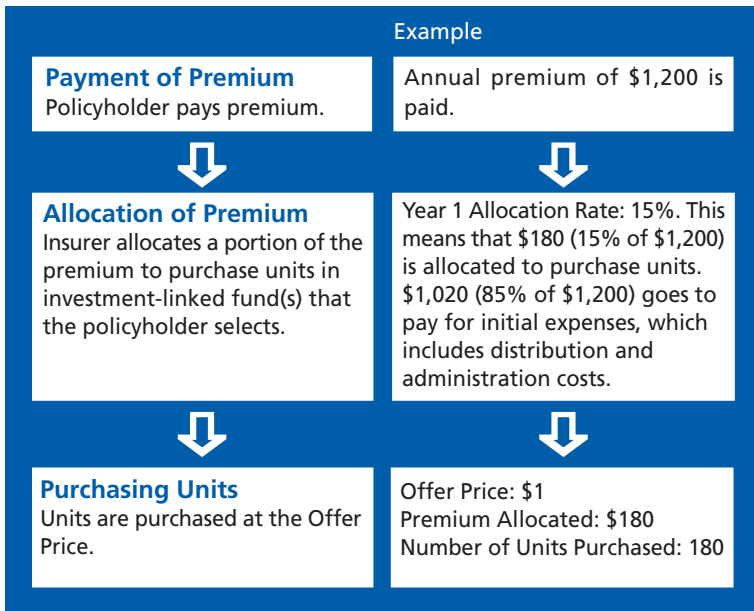 Example
Payment of Premium
Policyholder pays premium.
Annual premium of $1,200 is
paid.
Allocation of Premium
Insurer allocates a portion of the
premium to purchase units in
investment-linked fund(s) that
the policyholder selects.
Year 1 Allocation Rate: 15%. This
means that $180 (15% of $1,200)
is allocated to purchase units.
$1,020 (85% of $1,200) goes to
pay for initial expenses, which
includes distribution and
administration costs.
Purchasing Units
Units are purchased at the Offer
Price.
Offer Price: $1
Premium Allocated: $180
Number of Units Purchased: 180